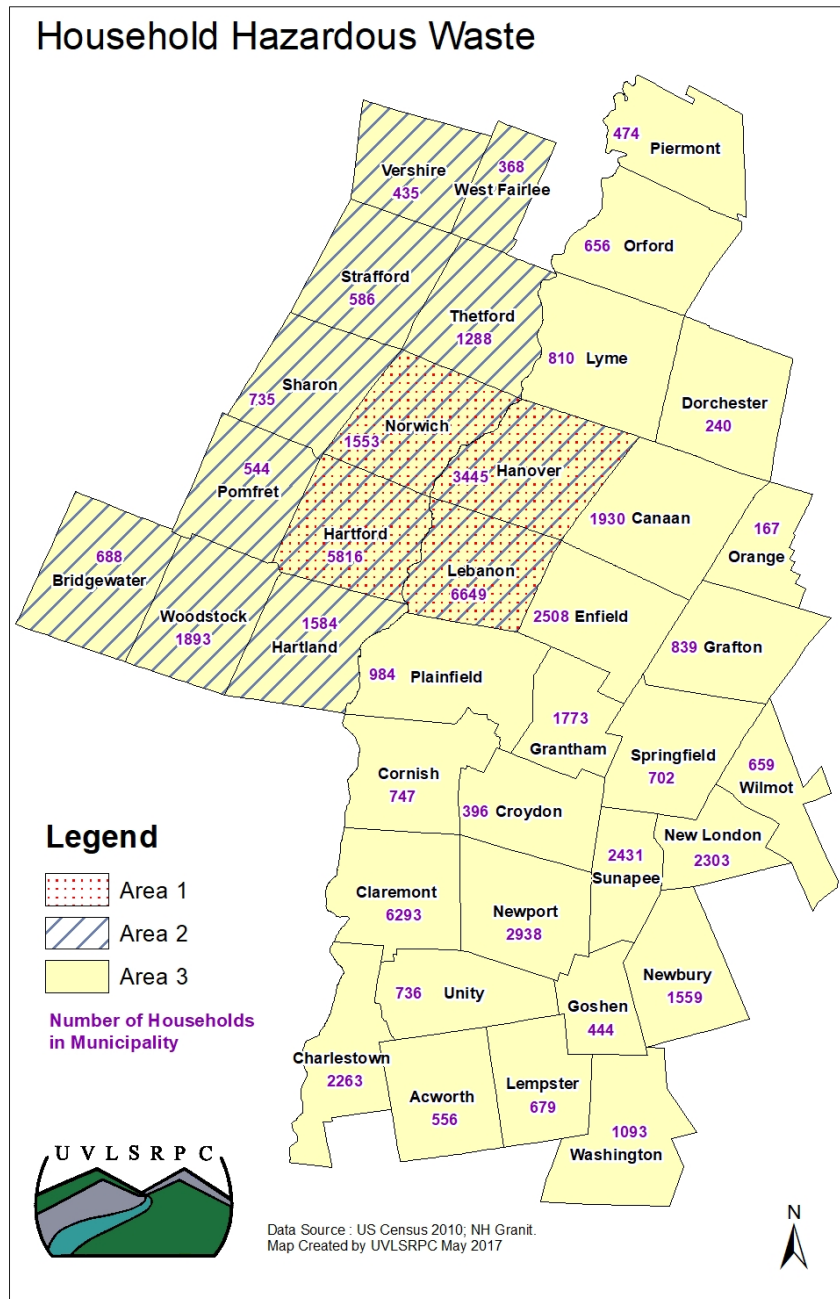 Household Hazardous Waste
474
Piermont
368
West Fairlee
Vershire
435
656 Orford
Strafford
586
Thetford
1288
810 Lyme
Sharon
735
Dorchester
240
Norwich
1553
Hanover
3445
544
Pomfret
1930 Canaan
167
Orange
Hartford
5816
Lebanon
6649
688
Bridgewater
Woodstock
1893
1584
Hartland
2508 Enfield
839 Grafton
984 Plainfield
1773
Grantham
Springfield
702
659
Wilmot
Cornish
747
396 Croydon
New London
2303
2431
Sunapee
Claremont
6293
Newport
2938
Newbury
1559
736 Unity
Goshen
444
Charlestown
2263
Acworth
556
Lempster
679
1093
Washington
Legend
Area 1
Area 2
Area 3
Number of Households
in Municipality
U V L S R P C
Data Source : US Census 2010; NH Granit.
Map Created by UVLSRPC May 2017
N